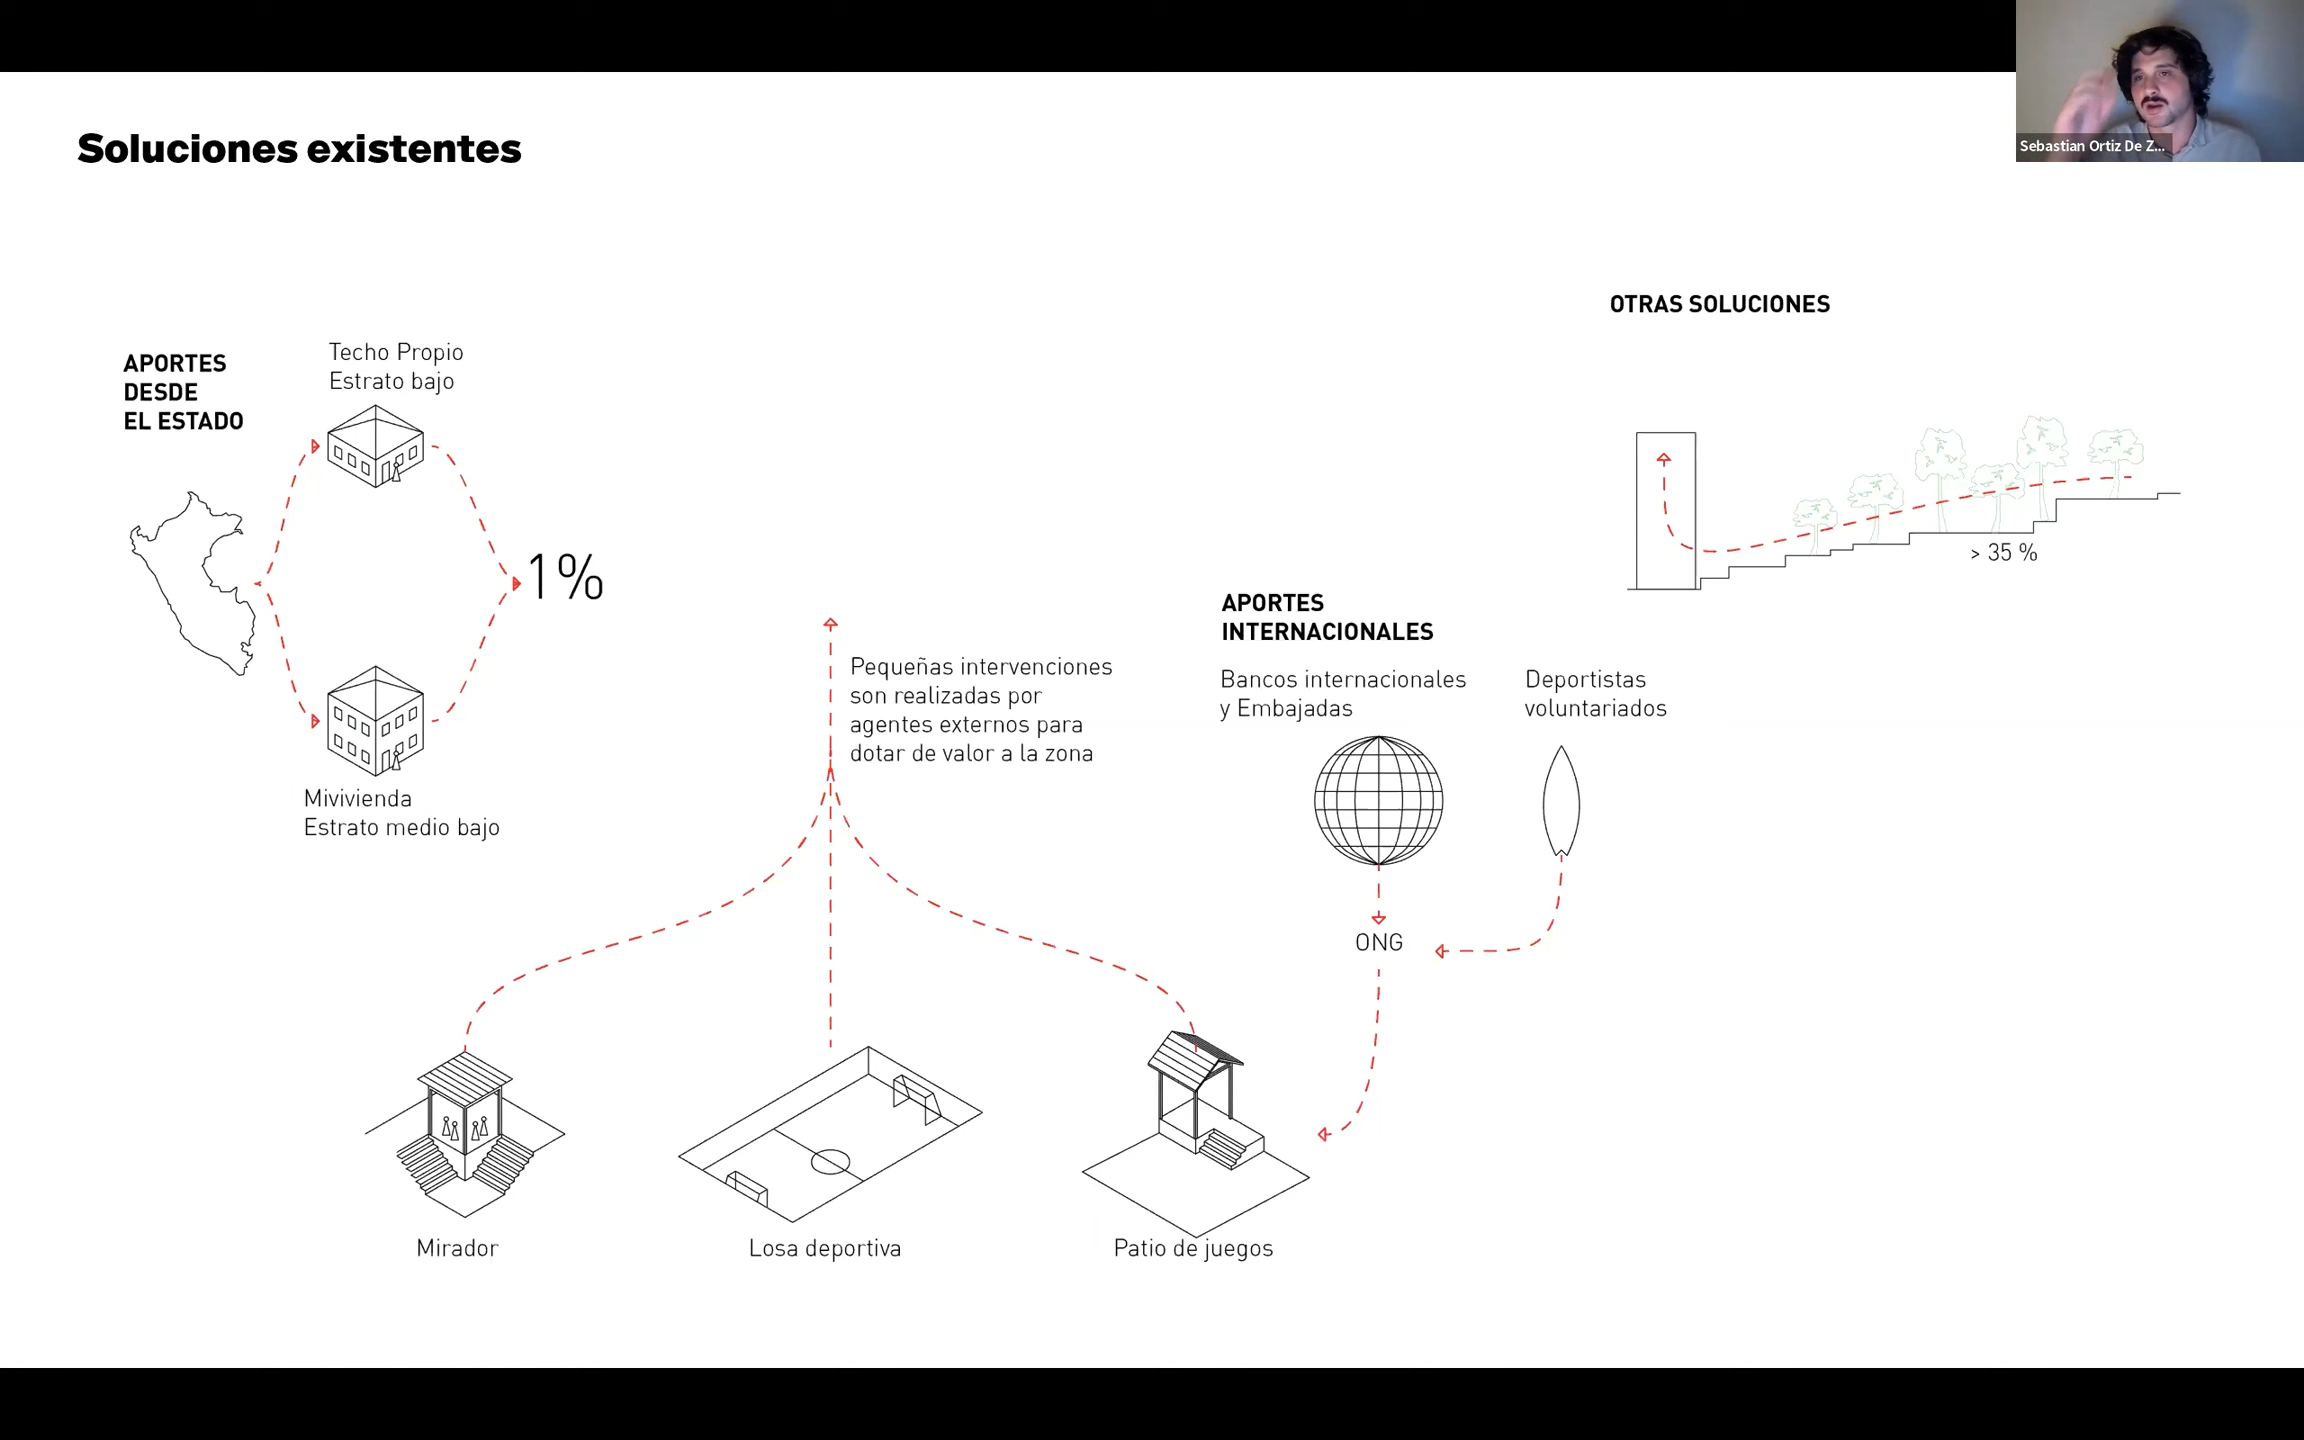 Soluciones existentes
Sebastian Ortiz De Z...
OTRAS SOLUCIONES
APORTES
DESDE
EL ESTADO
Techo Propio
Estrato bajo
1%
Mivivienda
Estrato medio bajo
> 35 %
Pequeñas intervenciones
son realizadas por
agentes externos para
dotar de valor a la zona
APORTES
INTERNACIONALES
Bancos internacionales
y Embajadas
Deportistas
voluntariados
ONG
Mirador
Losa deportiva
Patio de juegos